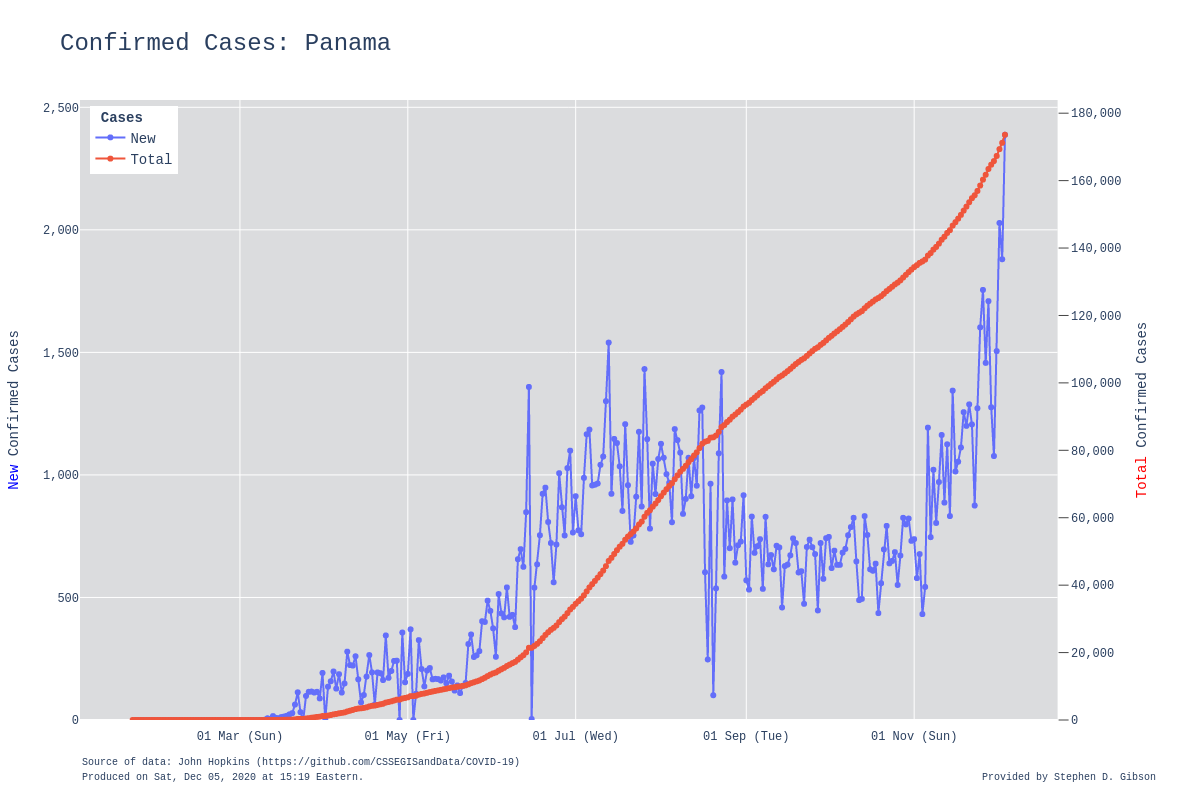 Confirmed Cases: Panama
Cases
New
Total
2,500
2,000
1,500
1,000
500
0
180,000
160,000
140,000
120,000
100,000
80,000
60,000
40,000
20,000
0
New Confirmed Cases
Total Confirmed Cases
01 Mar (Sun)
01 May (Fri)
01 Jul (Wed)
01 Sep (Tue)
01 Nov (Sun)
Source of data: John Hopkins (https://github.com/CSSEGISandData/COVID-19)
Produced on Sat, Dec 05, 2020 at 15:19 Eastern.
Provided by Stephen D. Gibson